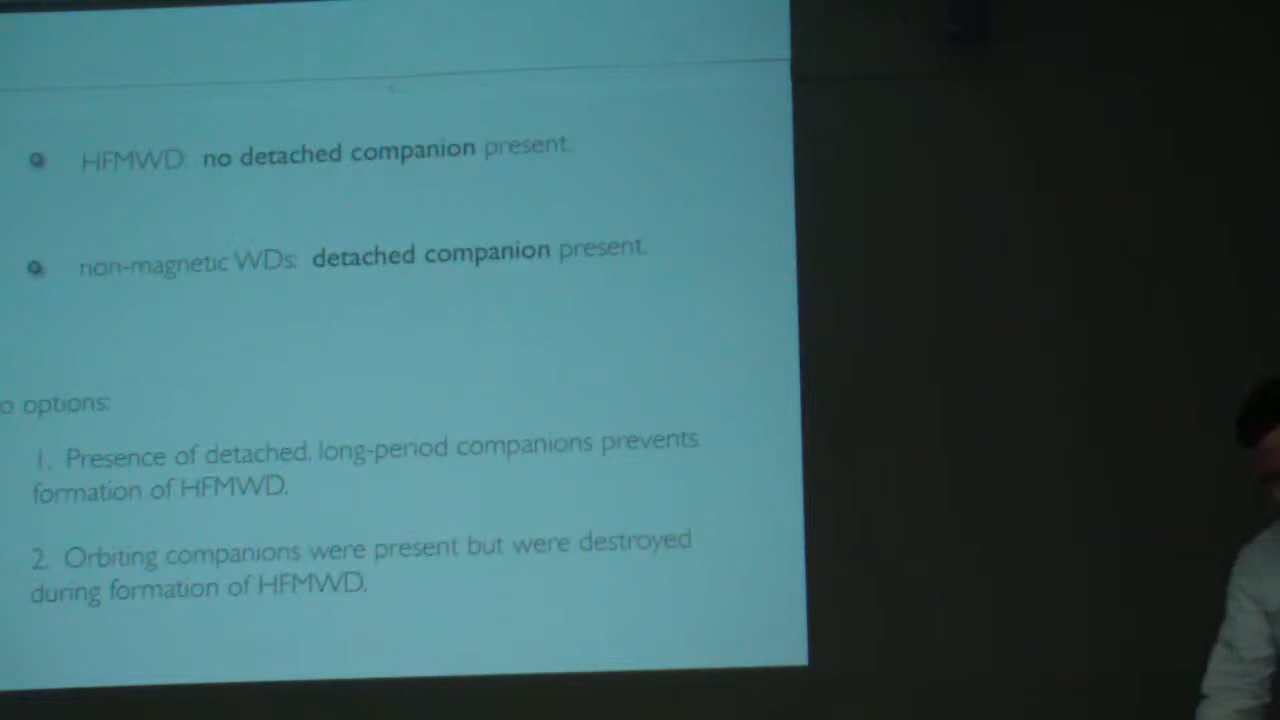 HFMWD: no detached companion present.
non-magnetic WDs: detached companion present.
o options:
1. Presence of detached, long-period companions prevents
formation of HFMWD.
2. Orbiting companions were present but were destroyed
during formation of HFMWD.